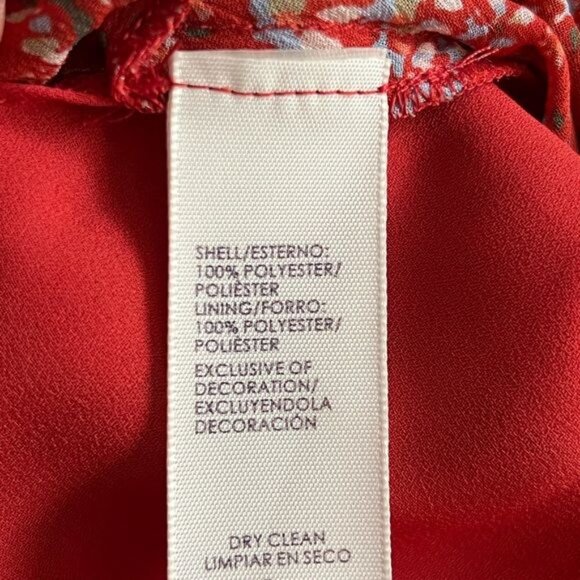 SHELL/ESTERNO:
100% POLYESTER/
POLIÉSTER
LINING/FORRO:
100% POLYESTER/
POLIÉSTER
EXCLUSIVE OF
DECORATION/
EXCLUYENDOLA
DECORACIÓN
DRY CLEAN
LIMPIAR EN SECO